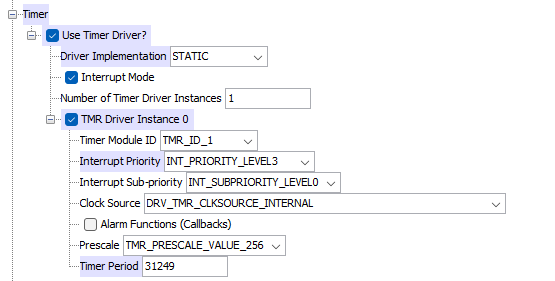 Timer
Use Timer Driver?
Driver Implementation STATIC
Interrupt Mode
Number of Timer Driver Instances 1
TMR Driver Instance 0
Timer Module ID TMR_ID_1
Interrupt Priority INT_PRIORITY_LEVEL3
Interrupt Sub-priority INT_SUBPRIORITY_LEVEL0
Clock Source DRV_TMR_CLKSOURCE_INTERNAL
Alarm Functions (Callbacks)
Prescale TMR_PRESCALE_VALUE_256
Timer Period 31249